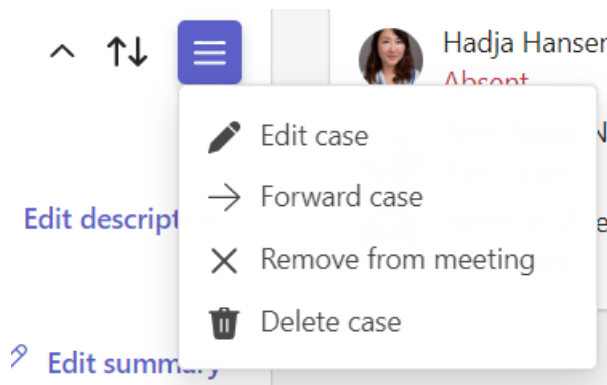 Hadja Hansen
Absent
Edit case
Forward case
Edit descript
Remove from meeting
Delete case
Edit summary